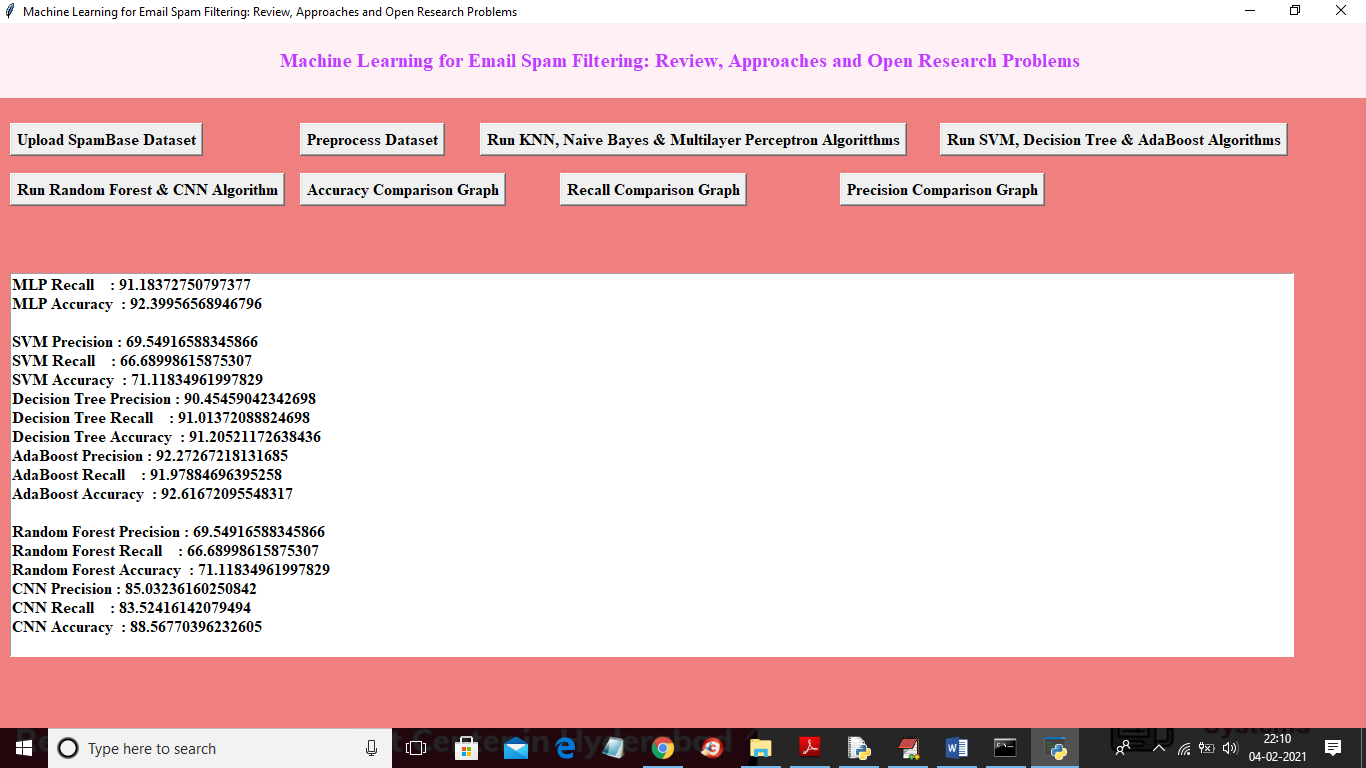 Machine Learning for Email Spam Filtering: Review, Approaches and Open Research Problems
Machine Learning for Email Spam Filtering: Review, Approaches and Open Research Problems
Upload SpamBase Dataset
Preprocess Dataset
Run KNN, Naive Bayes & Multilayer Perceptron Algoritthms
Run SVM, Decision Tree & AdaBoost Algorithms
Run Random Forest & CNN Algorithm
Accuracy Comparison Graph
Recall Comparison Graph
Precision Comparison Graph
MLP Recall : 91.18372750797377
MLP Accuracy : 92.39956568946796
SVM Precision : 69.54916588345866
SVM Recall : 66.68998615875307
SVM Accuracy : 71.11834961997829
Decision Tree Precision : 90.45459042342698
Decision Tree Recall : 91.01372088824698
Decision Tree Accuracy : 91.20521172638436
AdaBoost Precision : 92.27267218131685
AdaBoost Recall : 91.97884696395258
AdaBoost Accuracy : 92.61672095548317
Random Forest Precision : 69.54916588345866
Random Forest Recall : 66.68998615875307
Random Forest Accuracy : 71.11834961997829
CNN Precision : 85.03236160250842
CNN Recall : 83.52416142079494
CNN Accuracy : 88.56770396232605
Type here to search
22:10
04-02-2021